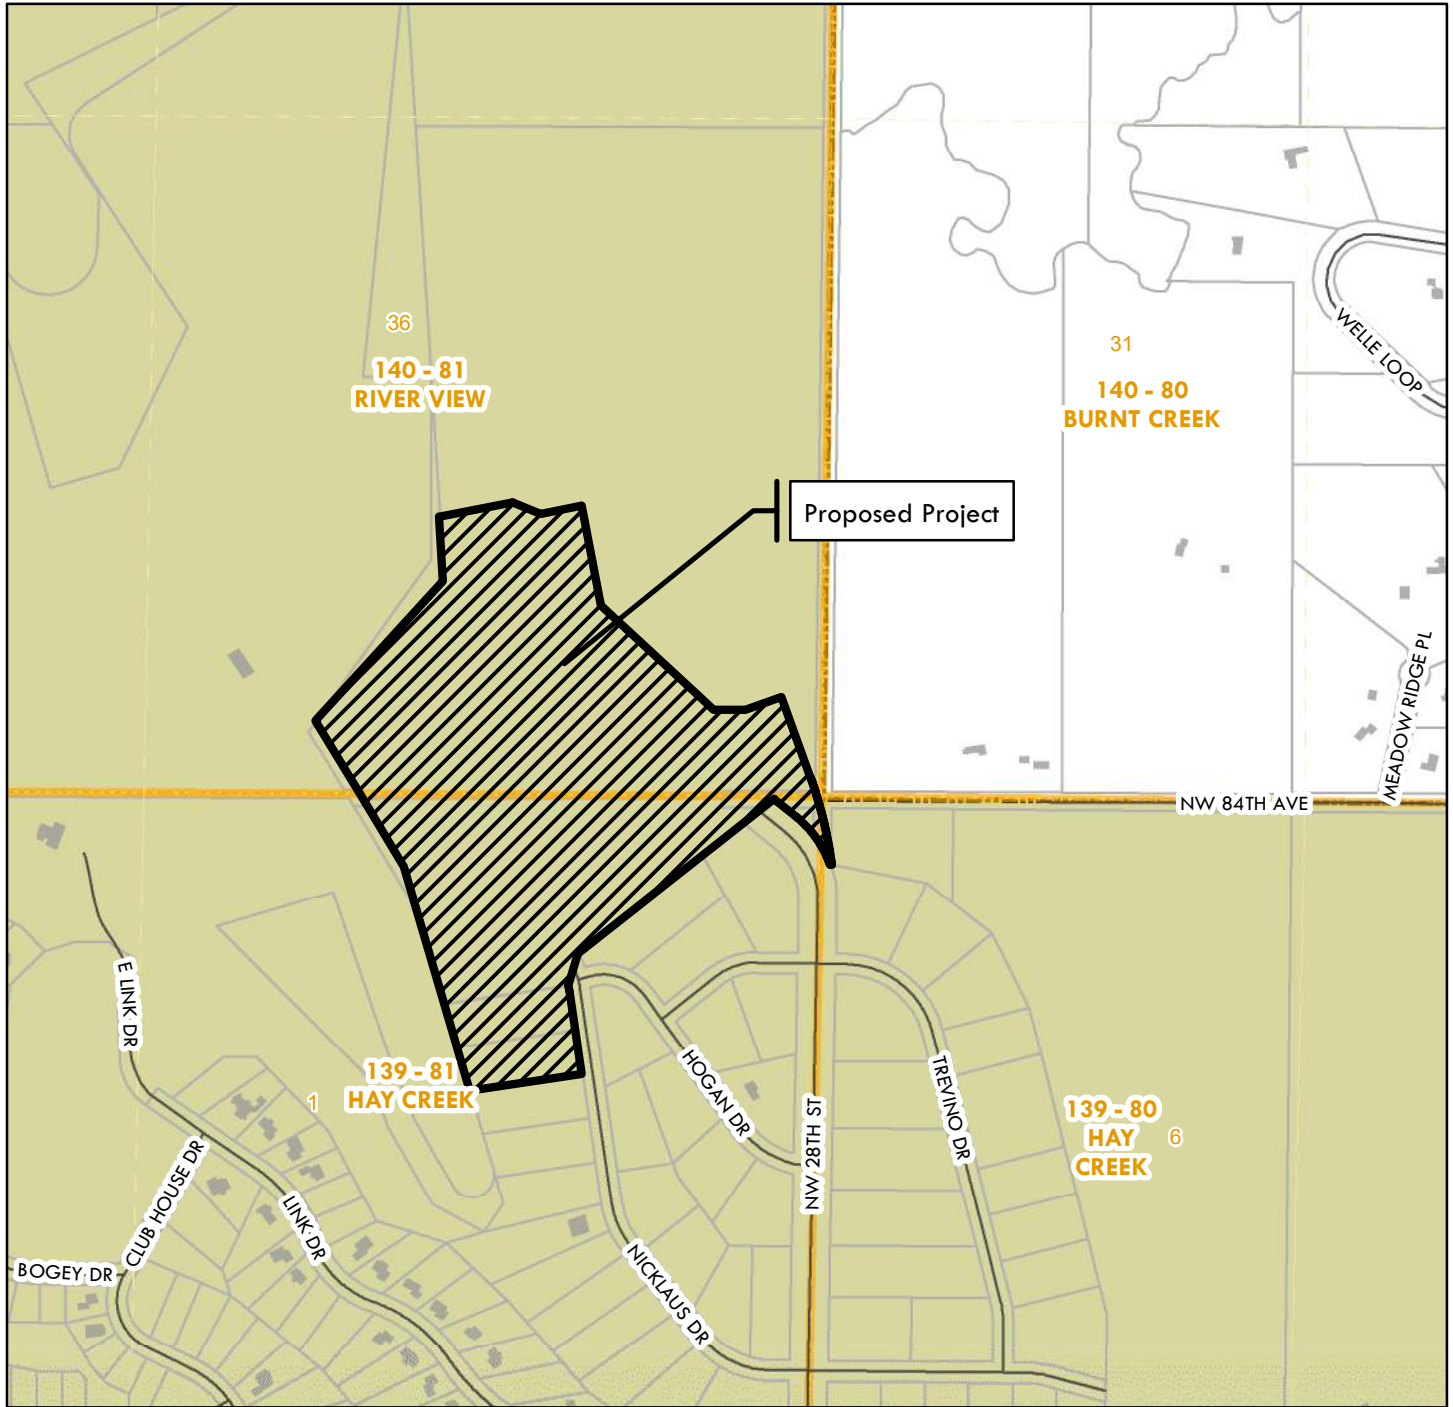 36
140 - 81
RIVER VIEW
31
140 - 80
BURNT CREEK
WELLE LOOP
Proposed Project
MEADOW RIDGE PL
NW 84TH AVE
E LINK DR
139 - 81
HAY CREEK
1
HOGAN DR
TREVINO DR
NW 28TH ST
139 - 80
HAY
CREEK
6
CLUB HOUSE DR
LINK DR
BOGEY DR
NICKLAUS DR